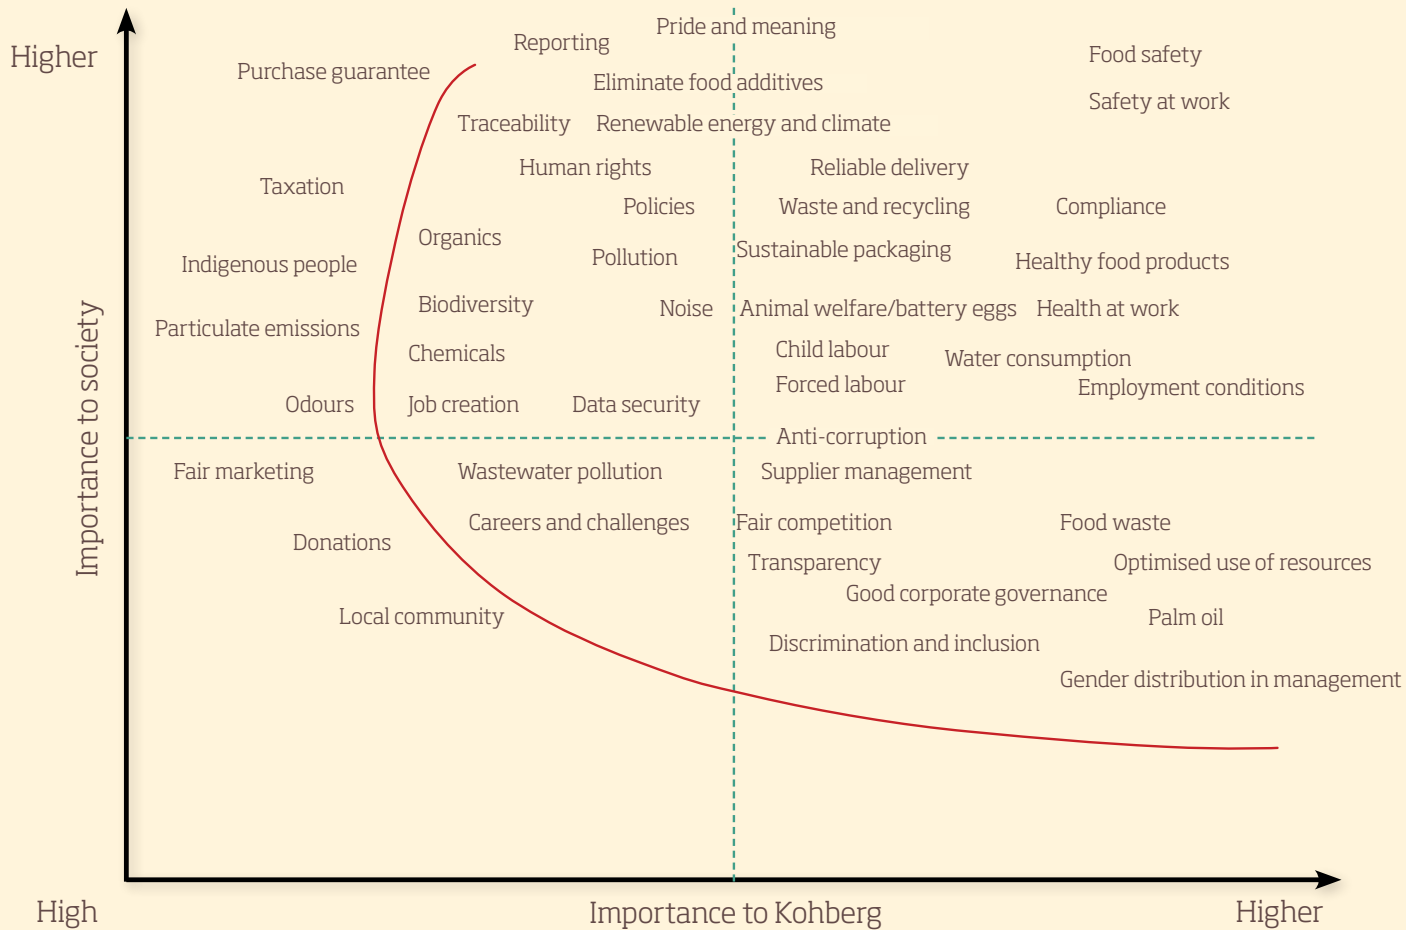 Pride and meaning
Reporting
Higher
Food safety
Purchase guarantee
Eliminate food additives
Safety at work
Traceability
Renewable energy and climate
Human rights
Reliable delivery
Taxation
Policies
Waste and recycling
Compliance
Organics
Sustainable packaging
Pollution
Healthy food products
Indigenous people
Biodiversity
Noise
Animal welfare/battery eggs
Health at work
Particulate emissions
Chemicals
Child labour
Water consumption
Forced labour
Employment conditions
Odours
Job creation
Data security
Importance to society
Anti-corruption
Fair marketing
Wastewater pollution
Supplier management
Careers and challenges
Fair competition
Food waste
Donations
Transparency
Optimised use of resources
Good corporate governance
Local community
Palm oil
Discrimination and inclusion
Gender distribution in management
High
Importance to Kohberg
Higher